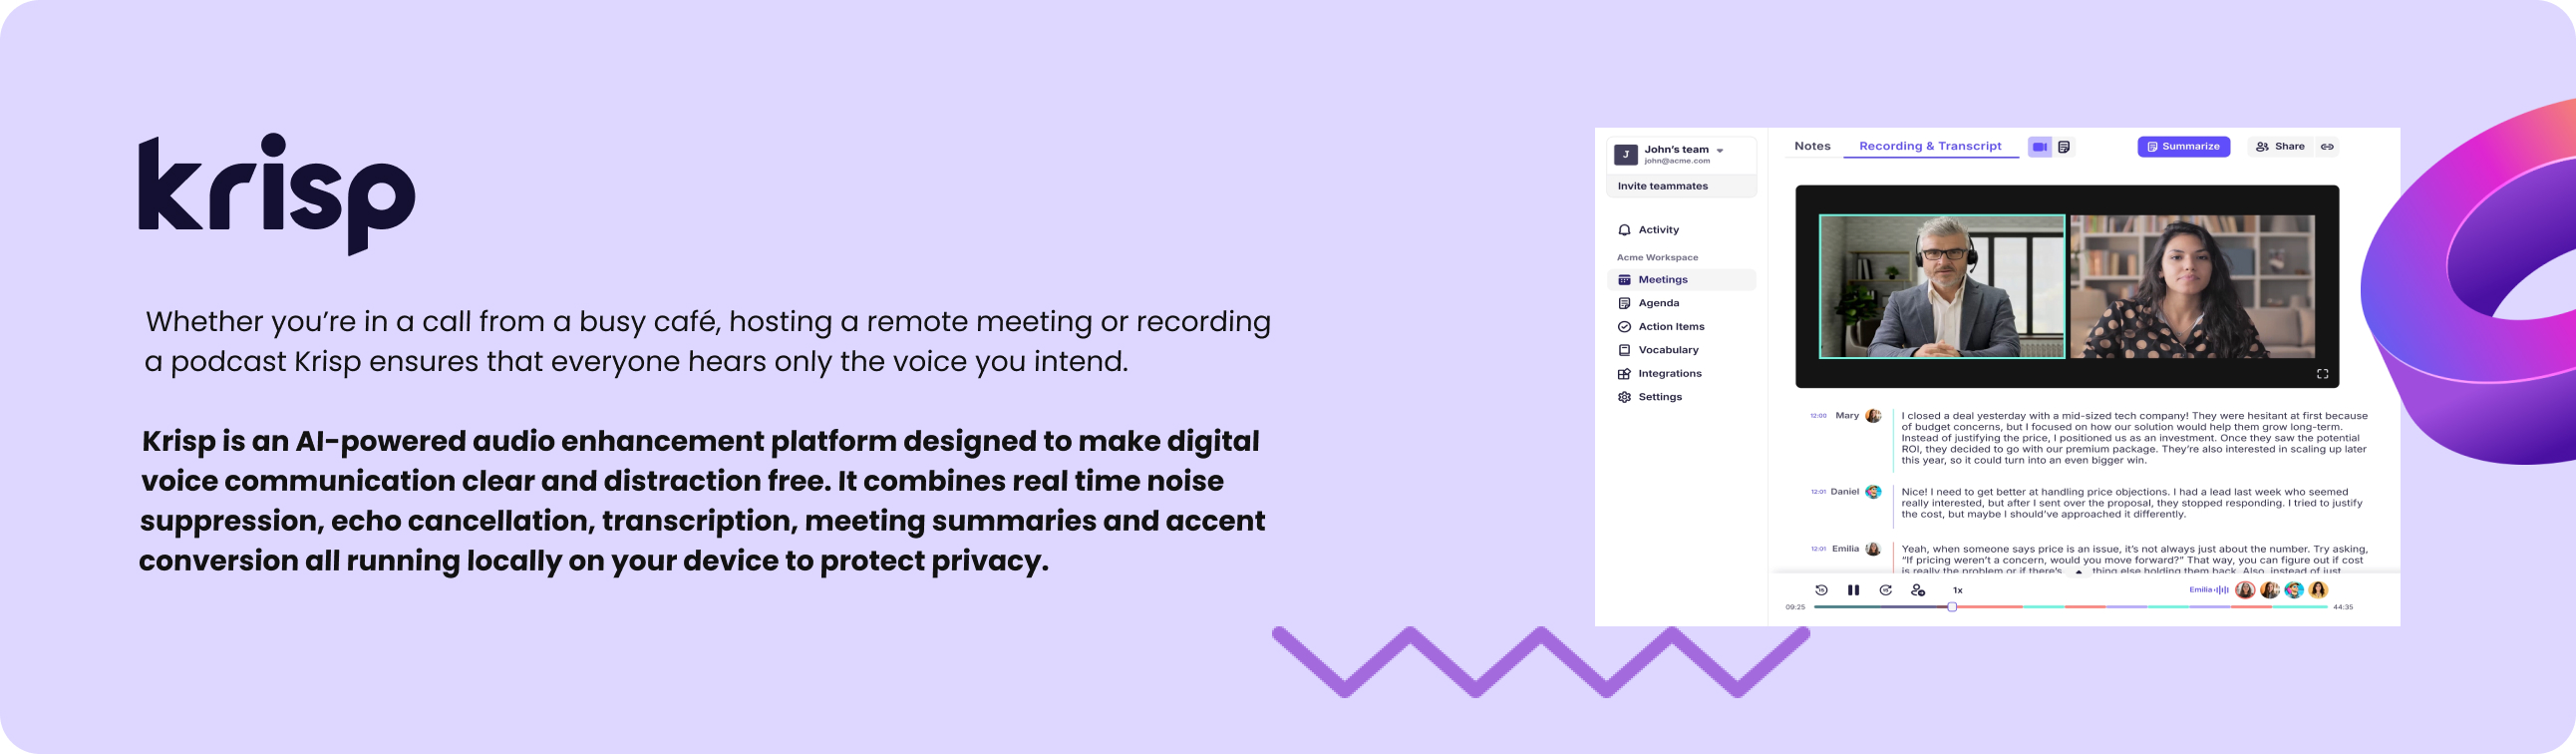 krisp
Whether you're in a call from a busy café, hosting a remote meeting or recording
a podcast Krisp ensures that everyone hears only the voice you intend.
Krisp is an AI-powered audio enhancement platform designed to make digital
voice communication clear and distraction free. It combines real time noise
suppression, echo cancellation, transcription, meeting summaries and accent
conversion all running locally on your device to protect privacy.
J
John's team
john@acme.com
Invite teammates
Activity
Acme Workspace
Meetings
Agenda
Action Items
Vocabulary
Integrations
Settings
Notes Recording & Transcript Summarize Share
12:00 Mary I closed a deal yesterday with a mid-sized tech company! They were hesitant at first because
of budget concerns, but I focused on how our solution would help them grow long-term.
Instead of justifying the price, I positioned us as an investment. Once they saw the potential
ROI, they decided to go with our premium package. They're also interested in scaling up later
this year, so it could turn into an even bigger win.
12:01 Daniel Nice! I need to get better at handling price objections. I had a lead last week who seemed
really interested, but after I sent over the proposal, they stopped responding. I tried to justify
the cost, but maybe I should've approached it differently.
12:01 Emilia Yeah, when someone says price is an issue, it's not always just about the number. Try asking,
"If pricing weren't a concern, would you move forward?" That way, you can figure out if cost
is really the problem or if there's thing else holding them back. Also, instead of just
1x Emilia
09:25 44:35